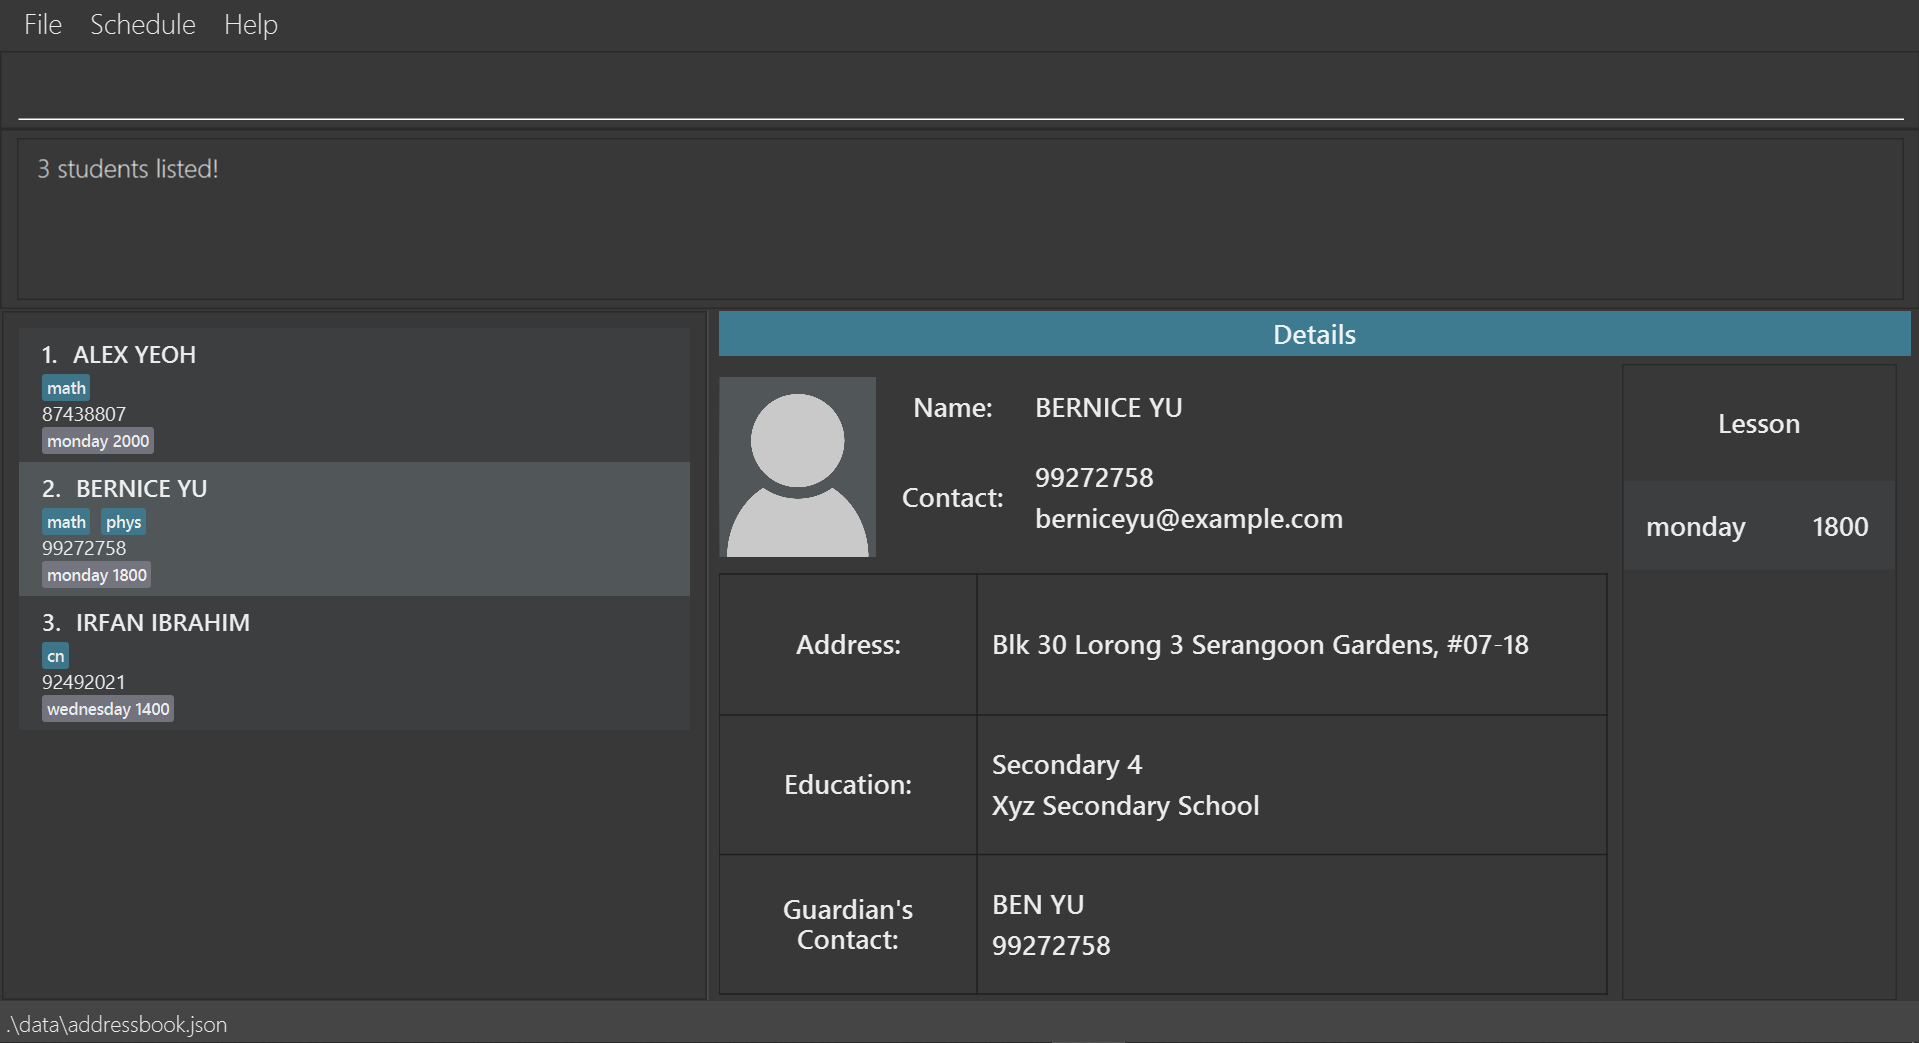 File Schedule Help
3 students listed!
1. ALEX YEOH
math
87438807
monday 2000
2. BERNICE YU
math phys
99272758
monday 1800
3. IRFAN IBRAHIM
cn
92492021
wednesday 1400
Details
Name: BERNICE YU
Contact: 99272758
berniceyu@example.com
Address: Blk 30 Lorong 3 Serangoon Gardens, #07-18
Education: Secondary 4
Xyz Secondary School
Guardian's
Contact:
BEN YU
99272758
Lesson
monday 1800
.\data\addressbook.json